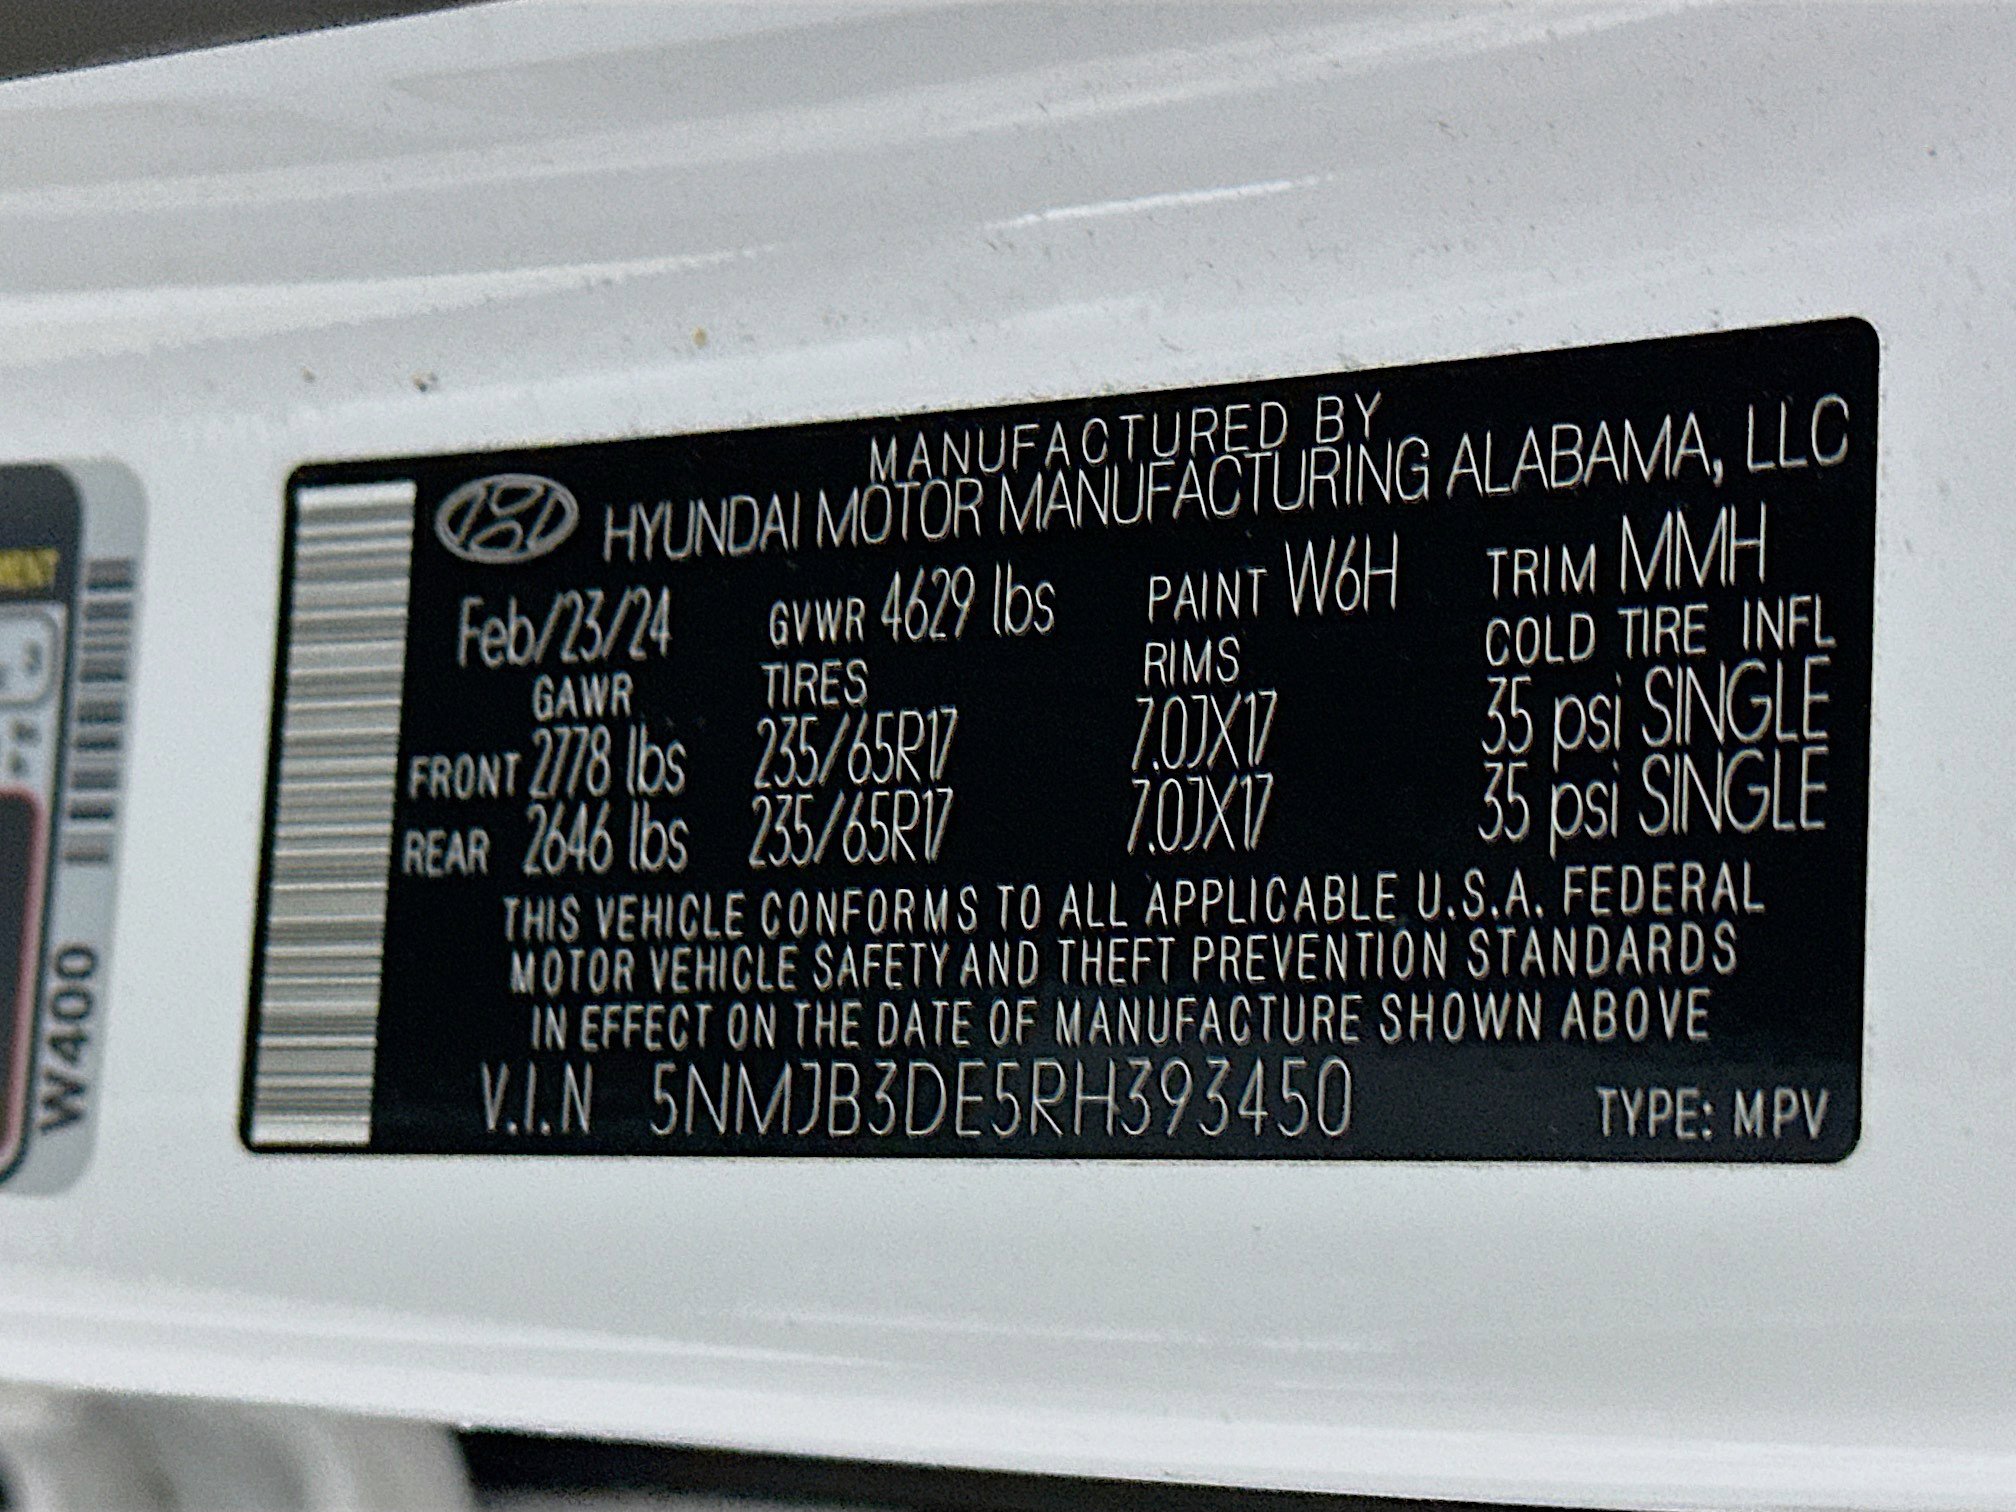 MANUFACTURED BY
HYUNDAI MOTOR MANUFACTURING ALABAMA, LLC
Feb/23/24 GVWR 4629 lbs PAINT W6H TRIM MMH
GAWR TIRES RIMS COLD TIRE INFL
FRONT 2778 lbs 235/65R17 7.0JX17 35 psi SINGLE
REAR 2646 lbs 235/65R17 7.0JX17 35 psi SINGLE
THIS VEHICLE CONFORMS TO ALL APPLICABLE U.S.A. FEDERAL
MOTOR VEHICLE SAFETY AND THEFT PREVENTION STANDARDS
IN EFFECT ON THE DATE OF MANUFACTURE SHOWN ABOVE
V.I.N 5NMJB3DE5RH393450 TYPE: MPV
W400